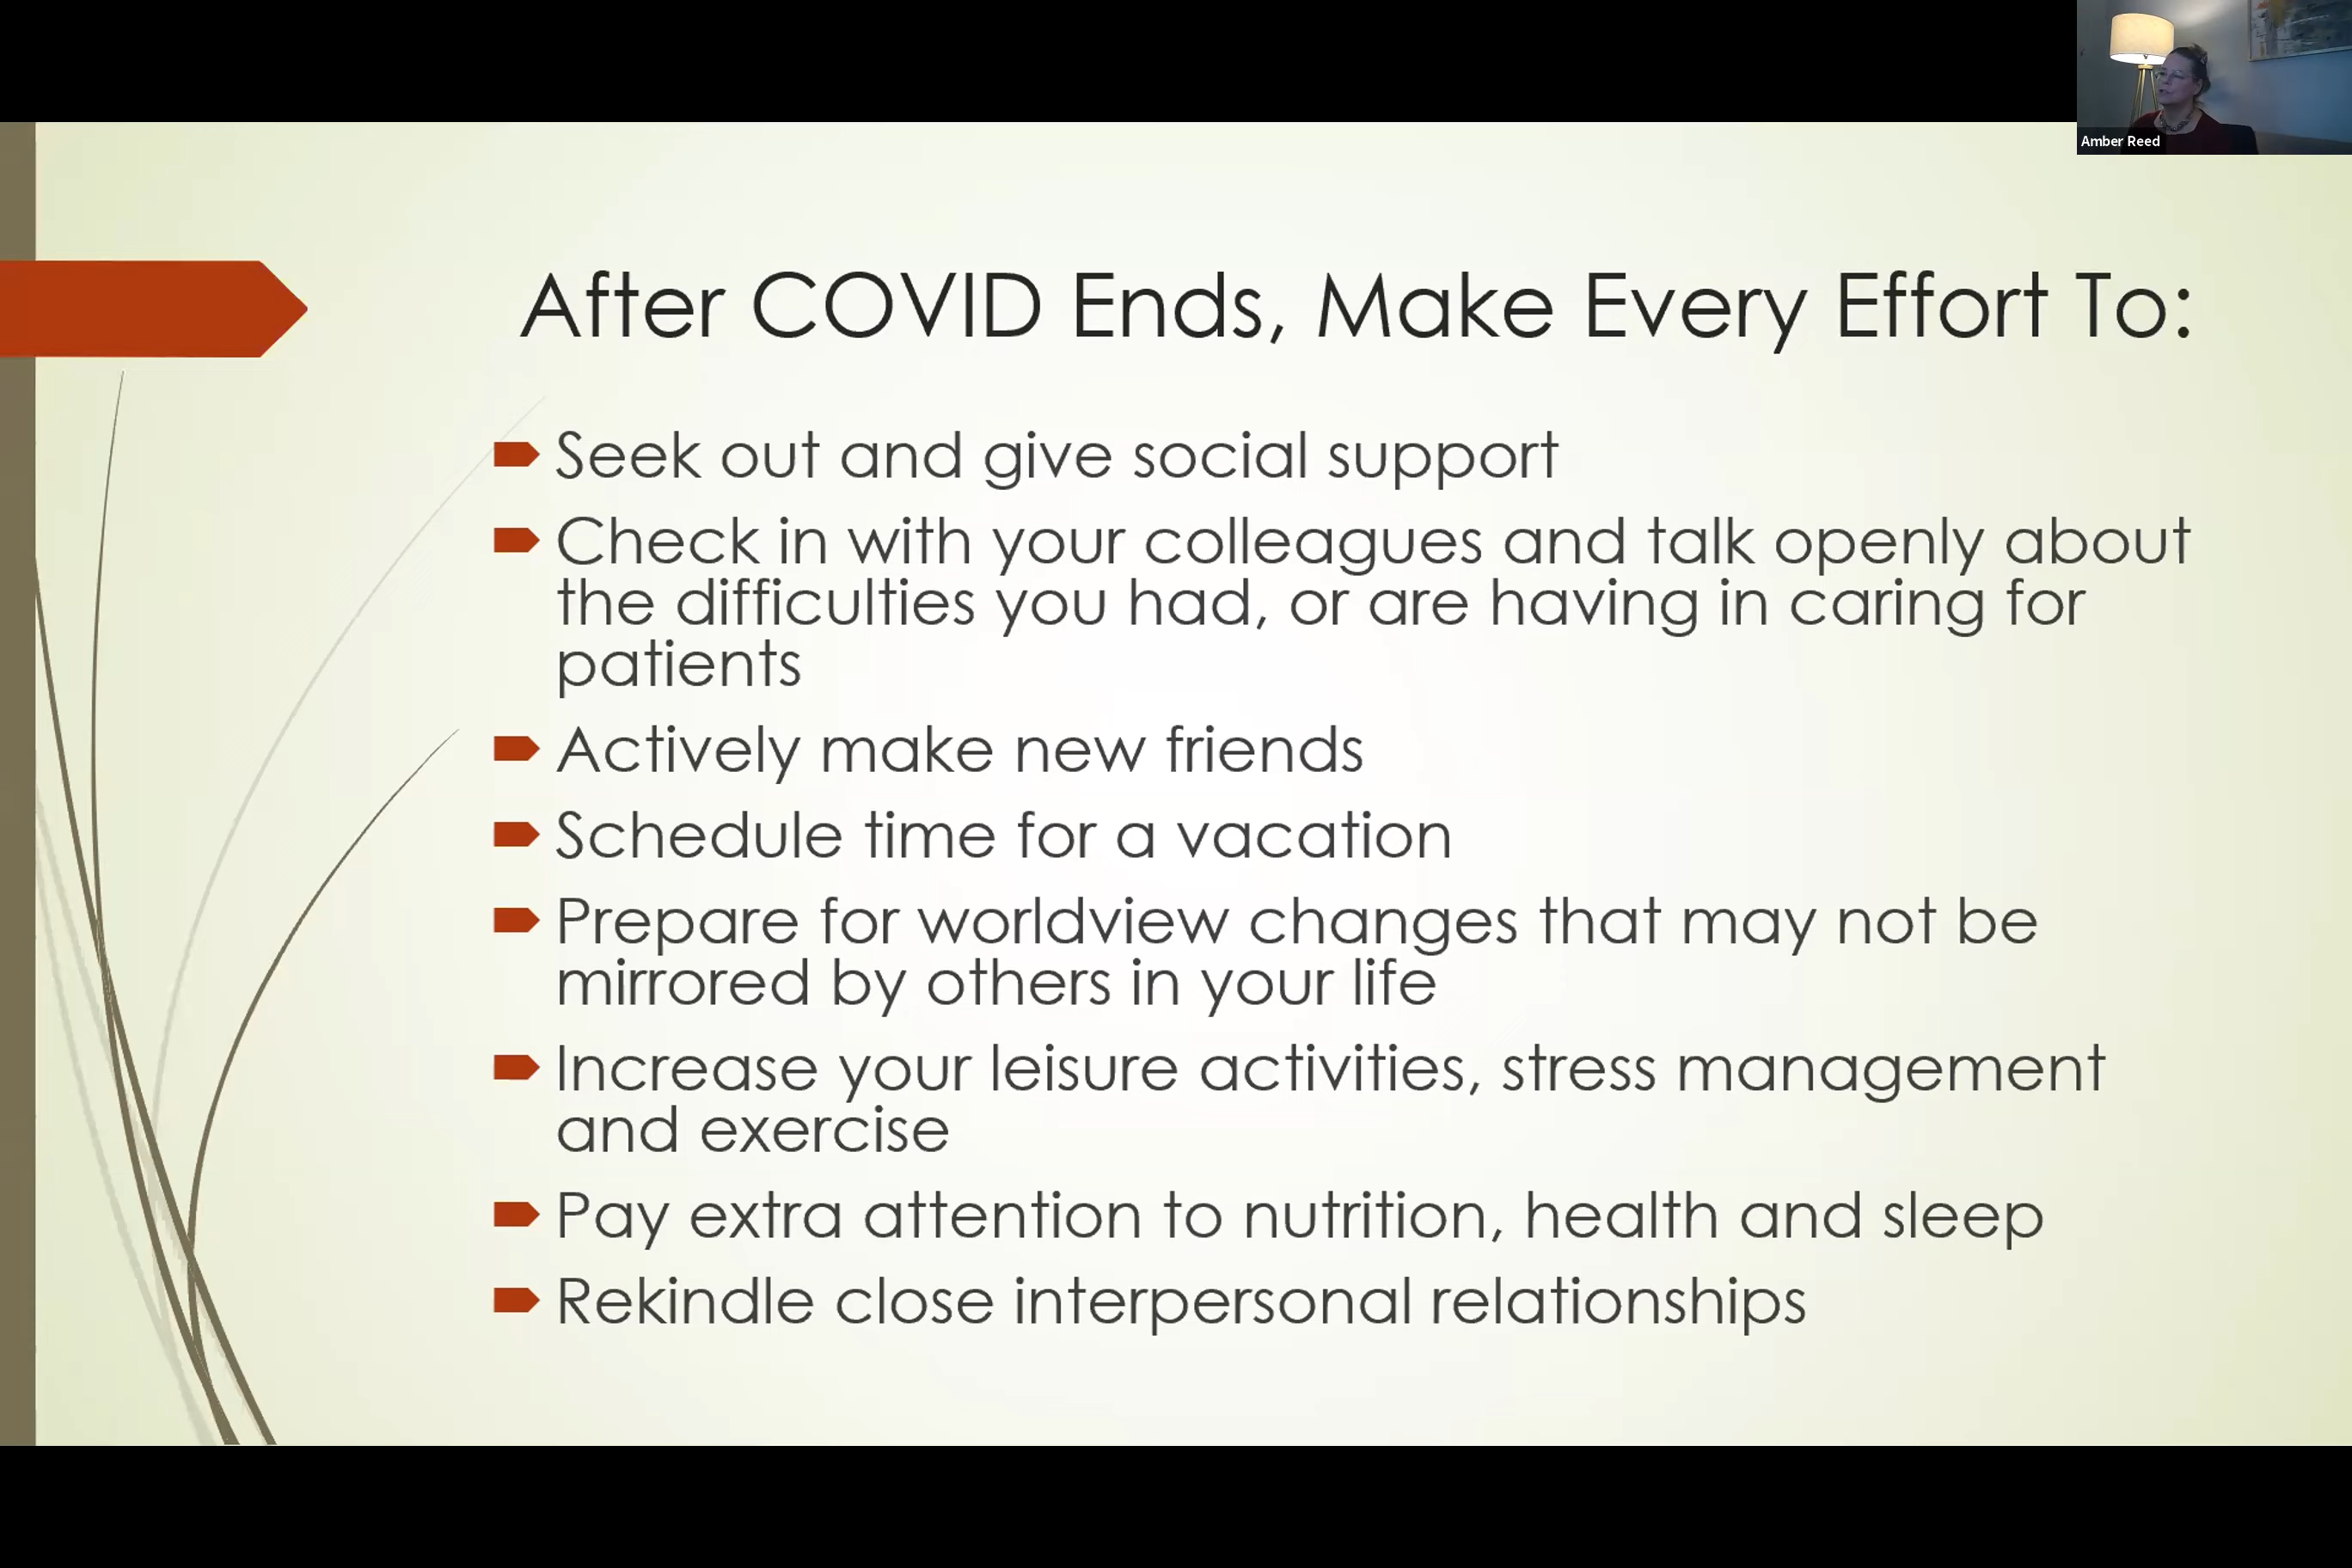 Amber Reed
After COVID Ends, Make Every Effort To:
Seek out and give social support
Check in with your colleagues and talk openly about
the difficulties you had, or are having in caring for
patients
Actively make new friends
Schedule time for a vacation
Prepare for worldview changes that may not be
mirrored by others in your life
Increase your leisure activities, stress management
and exercise
Pay extra attention to nutrition, health and sleep
Rekindle close interpersonal relationships